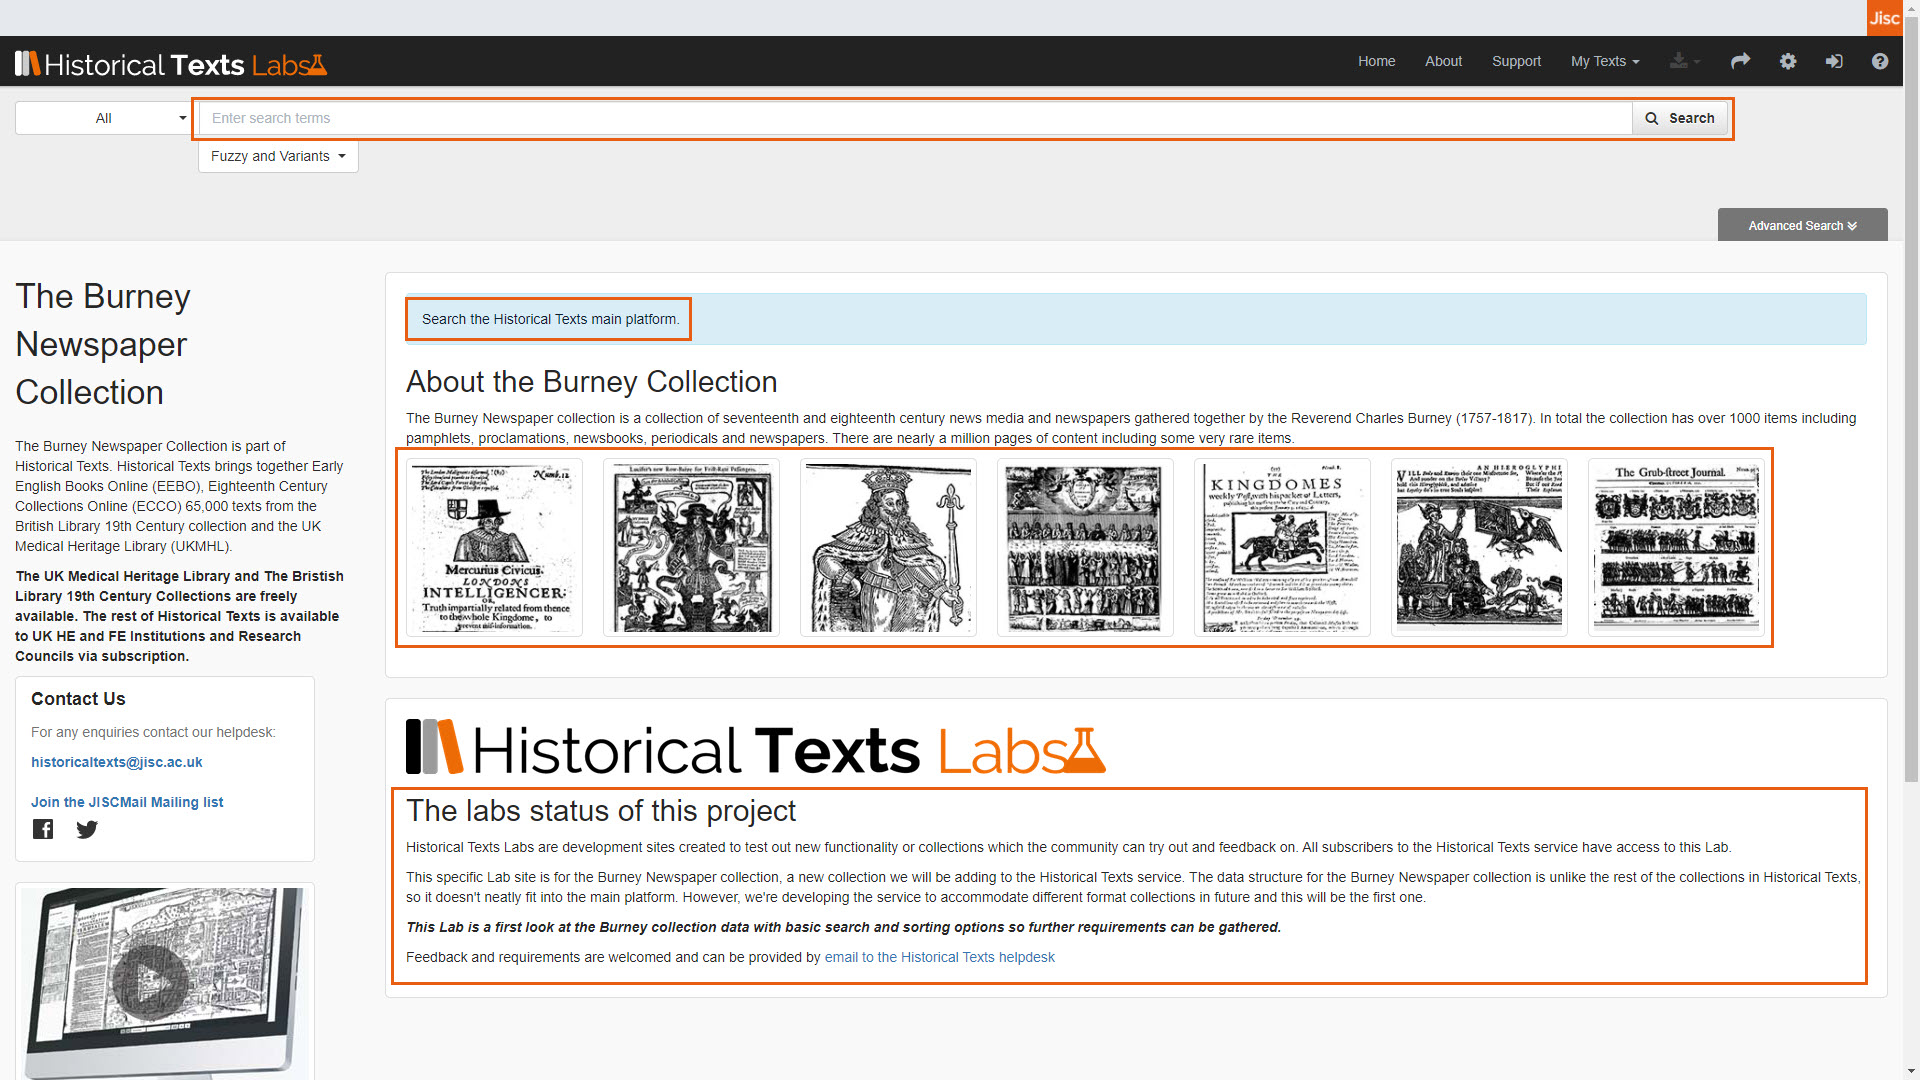 Jisc
Historical Texts Labs
Home
About
Support
My Texts
All
Enter search terms
Search
Fuzzy and Variants
Advanced Search
The Burney
Newspaper
Collection
The Burney Newspaper Collection is part of
Historical Texts. Historical Texts brings together Early
English Books Online (EEBO), Eighteenth Century
Collections Online (ECCO) 65,000 texts from the
British Library 19th Century collection and the UK
Medical Heritage Library (UKMHL).
The UK Medical Heritage Library and The Bristish
Library 19th Century Collections are freely
available. The rest of Historical Texts is available
to UK HE and FE Institutions and Research
Councils via subscription.
Contact Us
For any enquiries contact our helpdesk:
historicaltexts@jisc.ac.uk
Join the JISCMail Mailing list
Search the Historical Texts main platform.
About the Burney Collection
The Burney Newspaper collection is a collection of seventeenth and eighteenth century news media and newspapers gathered together by the Reverend Charles Burney (1757-1817). In total the collection has over 1000 items including
pamphlets, proclamations, newsbooks, periodicals and newspapers. There are nearly a million pages of content including some very rare items.
Numb. 12
Mercurius Civicus.
LONDONS
INTELLIGENCER:
or,
Truth impartially related from thence
to the whole Kingdome, to
prevent mis-information.
KINGDOMES
AN HIEROGLYPHI
The Grub-street Journal.
Historical Texts Labs
The labs status of this project
Historical Texts Labs are development sites created to test out new functionality or collections which the community can try out and feedback on. All subscribers to the Historical Texts service have access to this Lab.
This specific Lab site is for the Burney Newspaper collection, a new collection we will be adding to the Historical Texts service. The data structure for the Burney Newspaper collection is unlike the rest of the collections in Historical Texts,
so it doesn't neatly fit into the main platform. However, we're developing the service to accommodate different format collections in future and this will be the first one.
This Lab is a first look at the Burney collection data with basic search and sorting options so further requirements can be gathered.
Feedback and requirements are welcomed and can be provided by email to the Historical Texts helpdesk